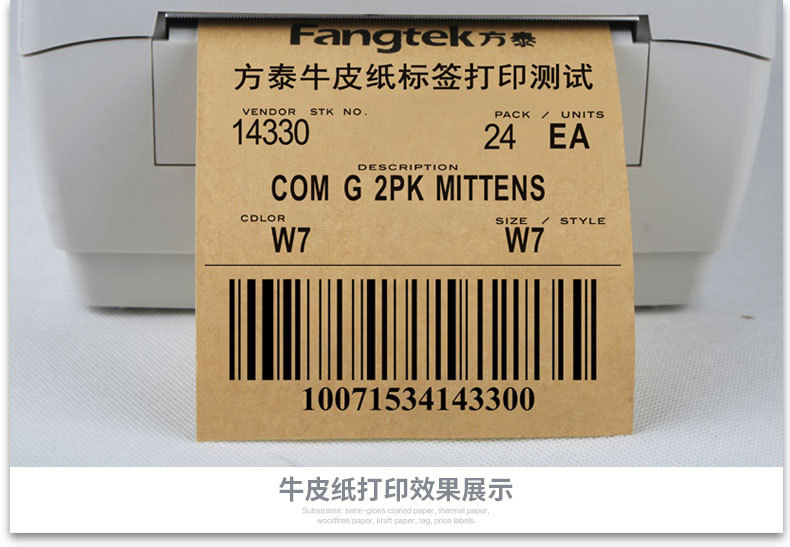 Fangtek方泰
方泰牛皮纸标签打印测试
VENDOR STK NO. PACK / UNITS
14330 24 EA
DESCRIPTION
COM G 2PK MITTENS
CDLOR SIZE / STYLE
W7 W7
10071534143300
牛皮纸打印效果展示
Substrates: semi-gloss coated paper, thermal paper,
woodfree paper, kraft paper, tag, price labels.